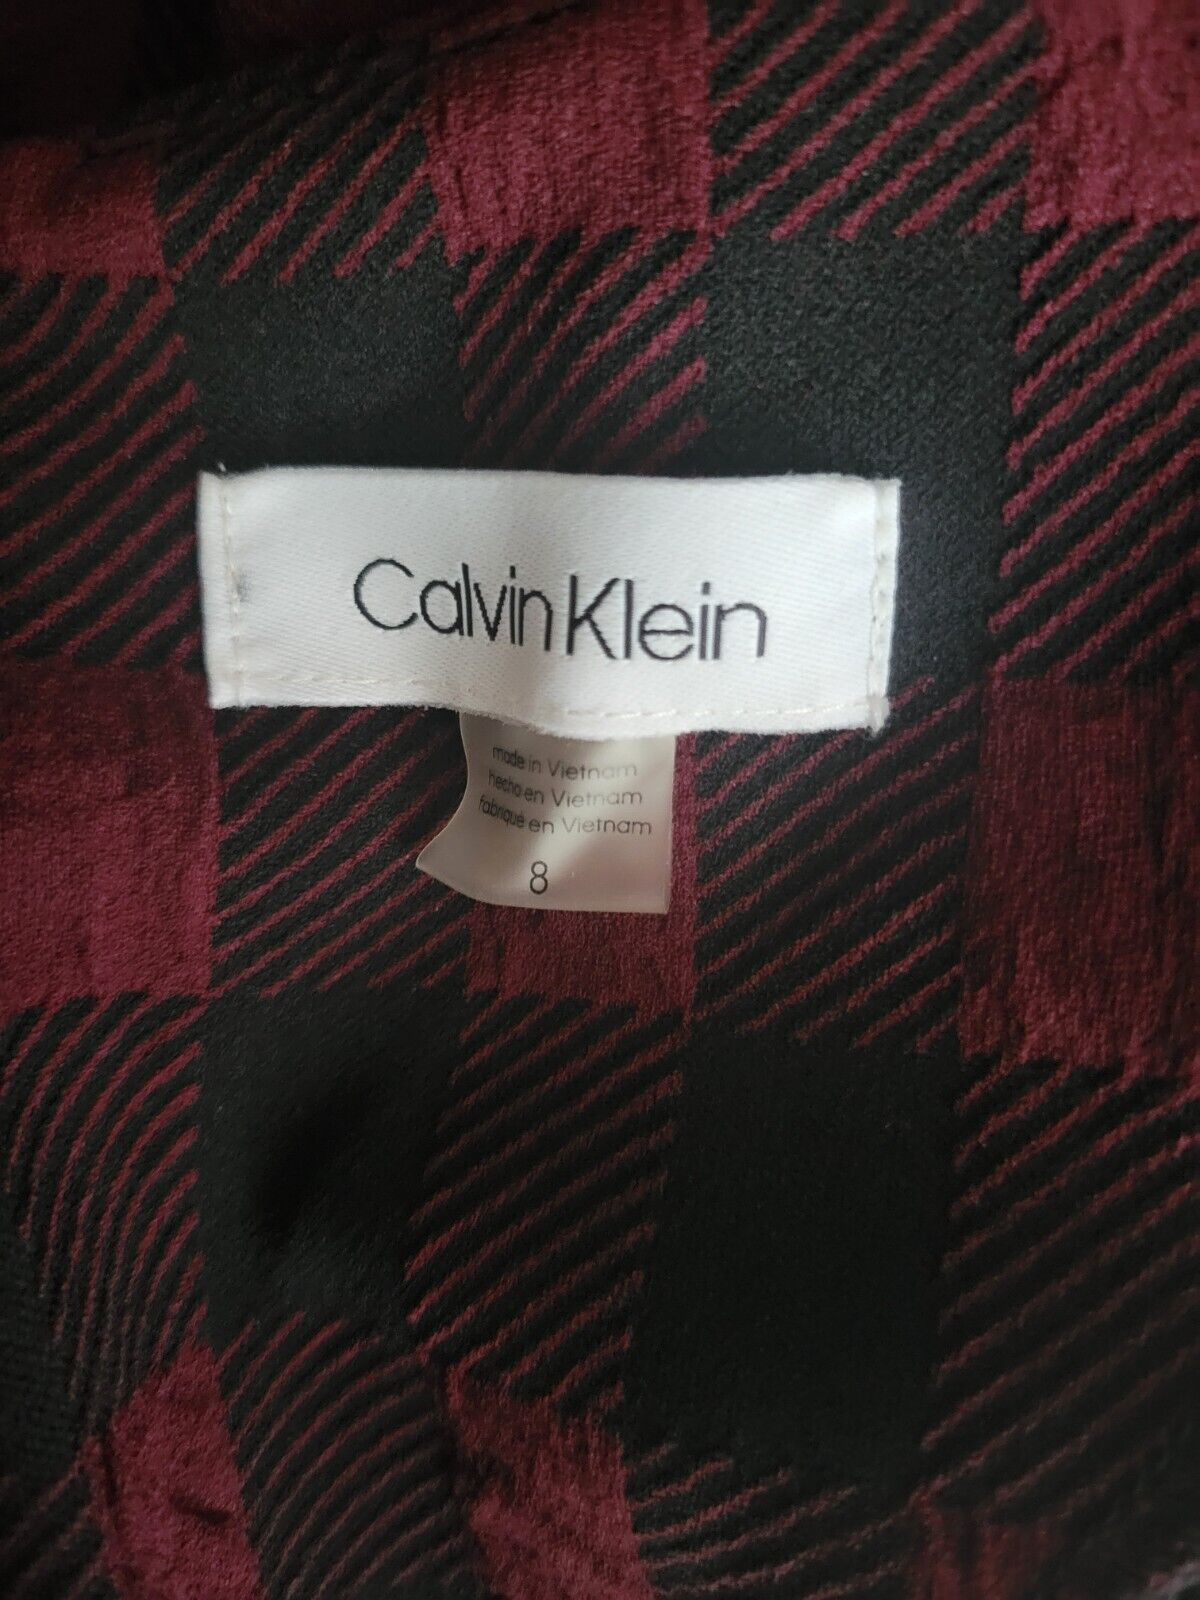 Calvin Klein
made in Vietnam
hecho en Vietnam
fabriqué en Vietnam
8